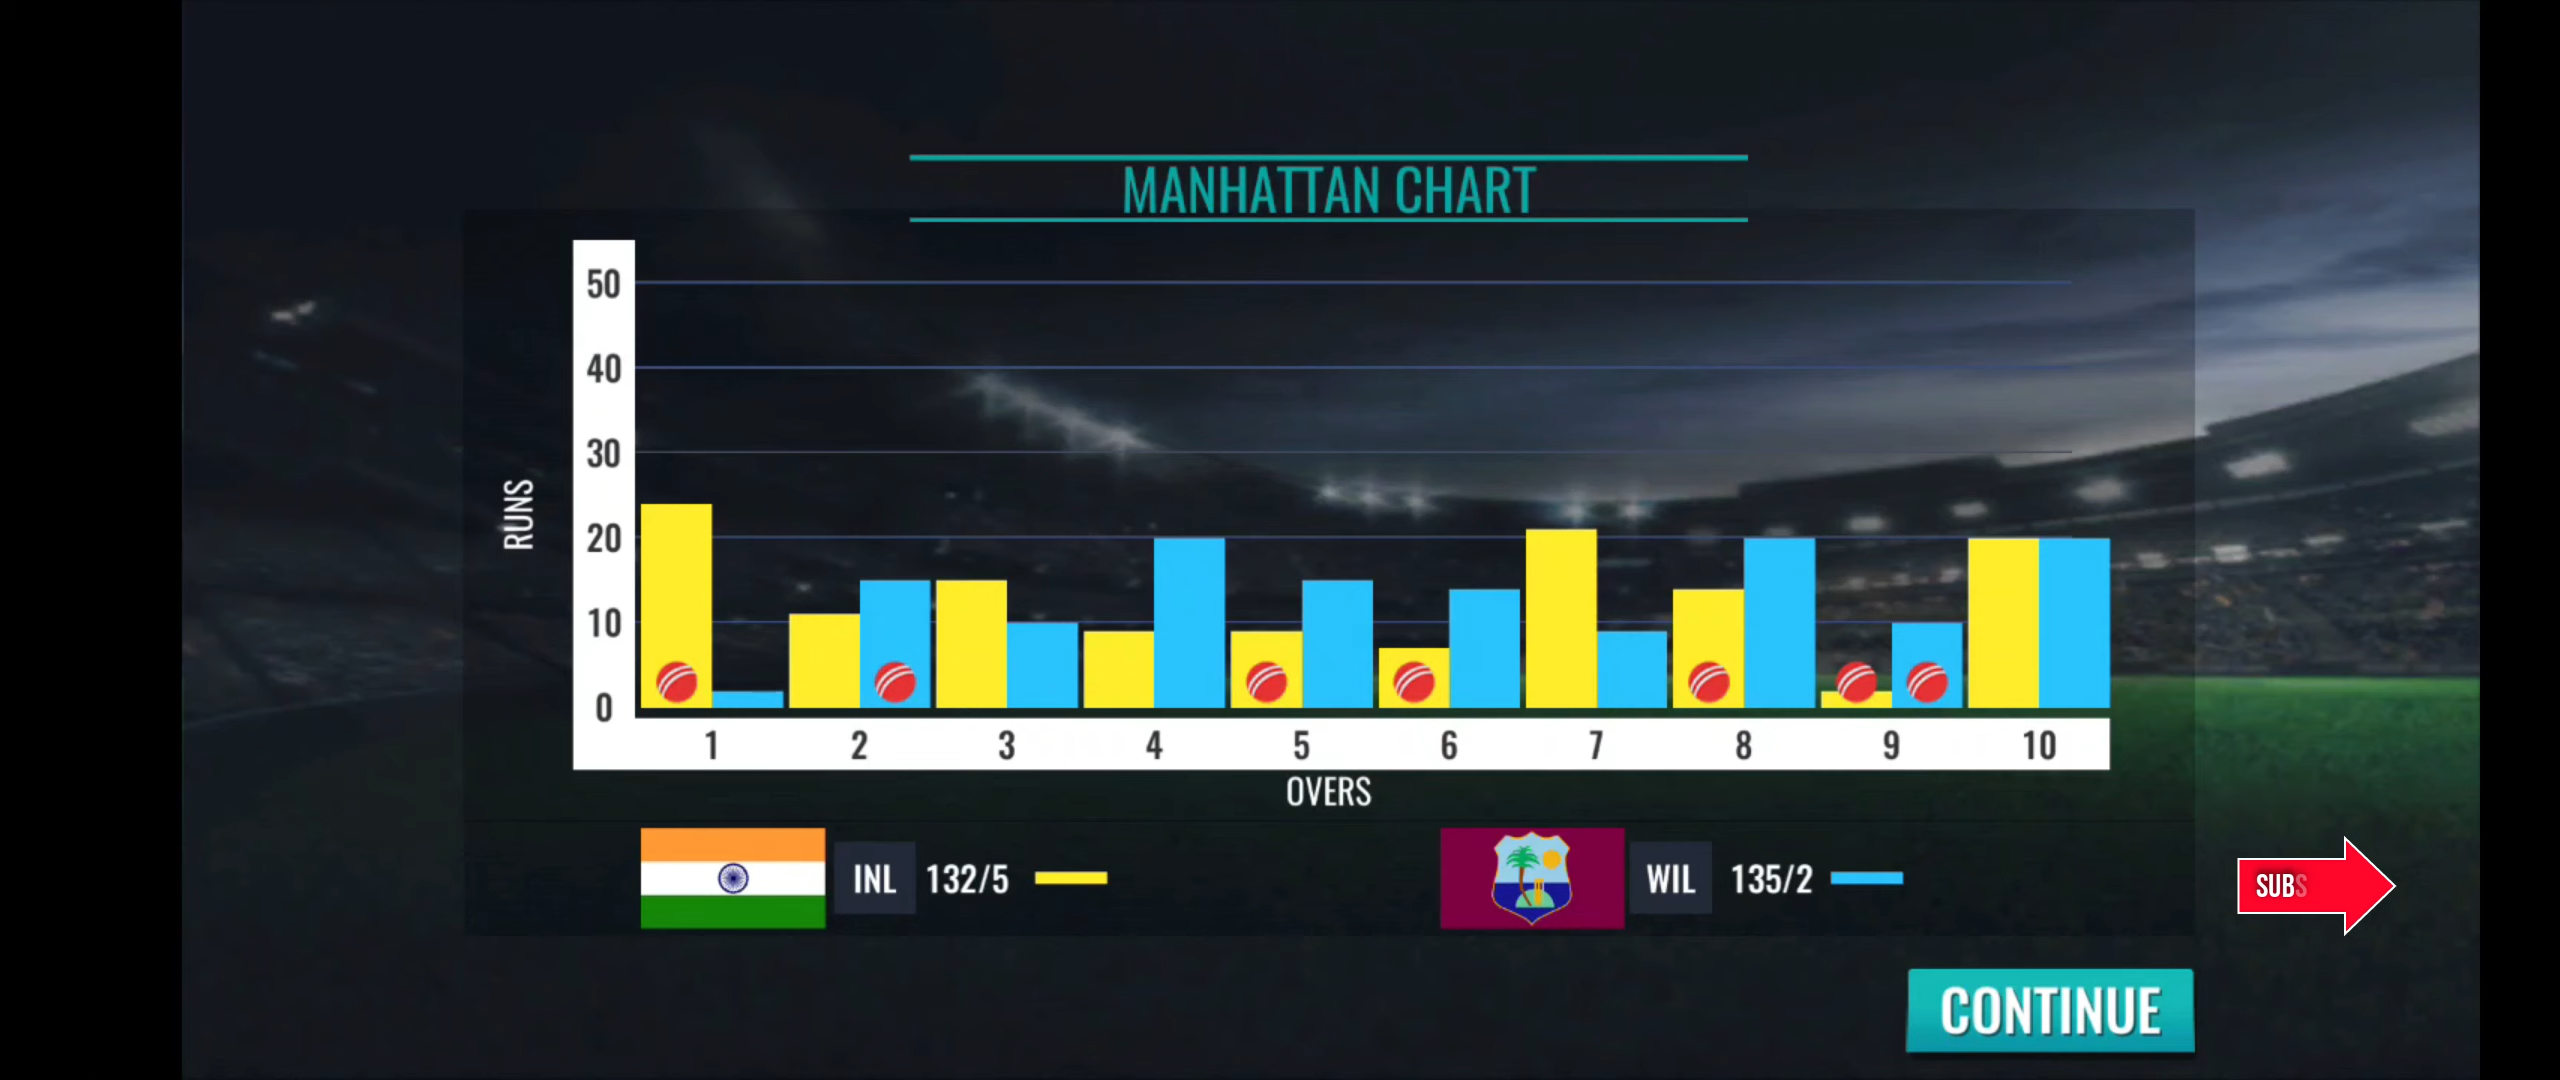 MANHATTAN CHART
50
40
30
20
10
0
RUNS
1 2 3 4 5 6 7 8 9 10
OVERS
INL 132/5
WIL 135/2
SUBS
CONTINUE